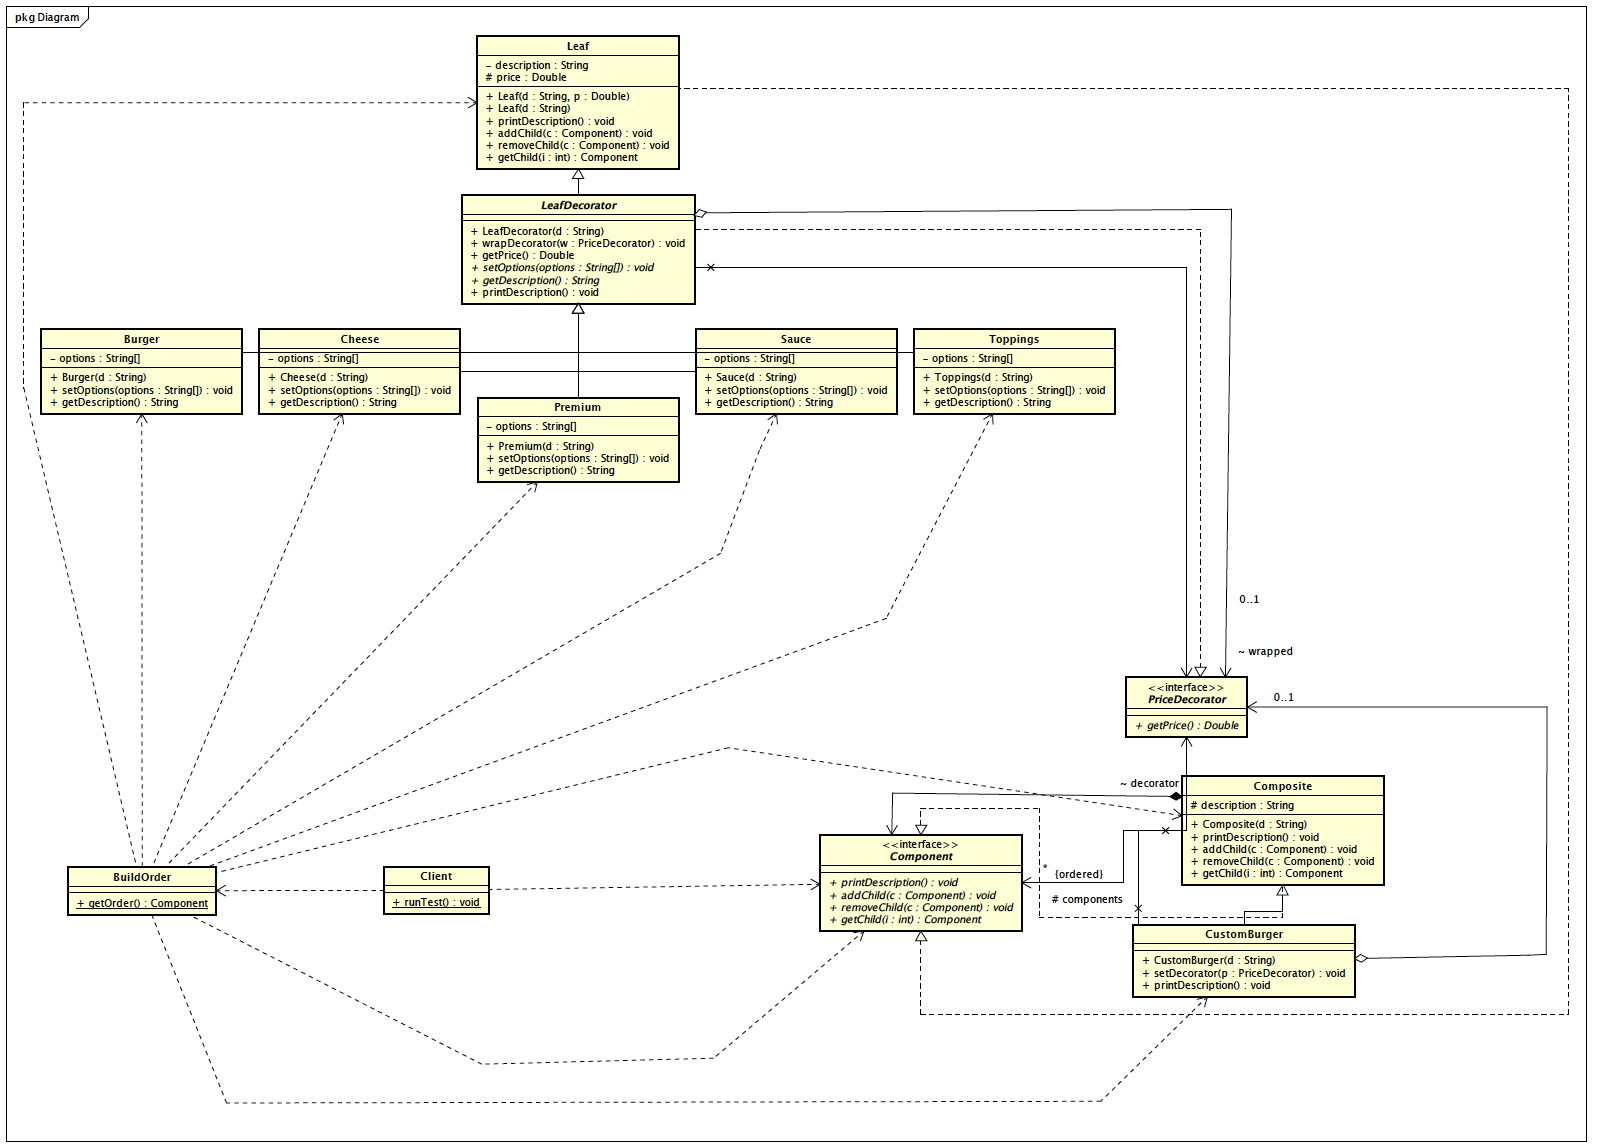 pkg Diagram
Leaf
- description : String
# price : Double
+ Leaf(d : String, p : Double)
+ Leaf(d : String)
+ printDescription() : void
+ addChild(c : Component) : void
+ removeChild(c : Component) : void
+ getChild(i : int) : Component
LeafDecorator
+ LeafDecorator(d : String)
+ wrapDecorator(w : PriceDecorator) : void
+ getPrice() : Double
+ setOptions(options : String[]) : void
+ getDescription() : String
+ printDescription() : void
Burger
- options : String[]
+ Burger(d : String)
+ setOptions(options : String[]) : void
+ getDescription() : String
Cheese
- options : String[]
+ Cheese(d : String)
+ setOptions(options : String[]) : void
+ getDescription() : String
Sauce
- options : String[]
+ Sauce(d : String)
+ setOptions(options : String[]) : void
+ getDescription() : String
Toppings
- options : String[]
+ Toppings(d : String)
+ setOptions(options : String[]) : void
+ getDescription() : String
Premium
- options : String[]
+ Premium(d : String)
+ setOptions(options : String[]) : void
+ getDescription() : String
0..1
~ wrapped
<<interface>>
PriceDecorator
+ getPrice() : Double
0..1
~ decorator
Composite
# description : String
+ Composite(d : String)
+ printDescription() : void
+ addChild(c : Component) : void
+ removeChild(c : Component) : void
+ getChild(i : int) : Component
<<interface>>
Component
+ printDescription() : void
+ addChild(c : Component) : void
+ removeChild(c : Component) : void
+ getChild(i : int) : Component
*
{ordered}
# components
BuildOrder
+ getOrder() : Component
Client
+ runTest() : void
CustomBurger
+ CustomBurger(d : String)
+ setDecorator(p : PriceDecorator) : void
+ printDescription() : void